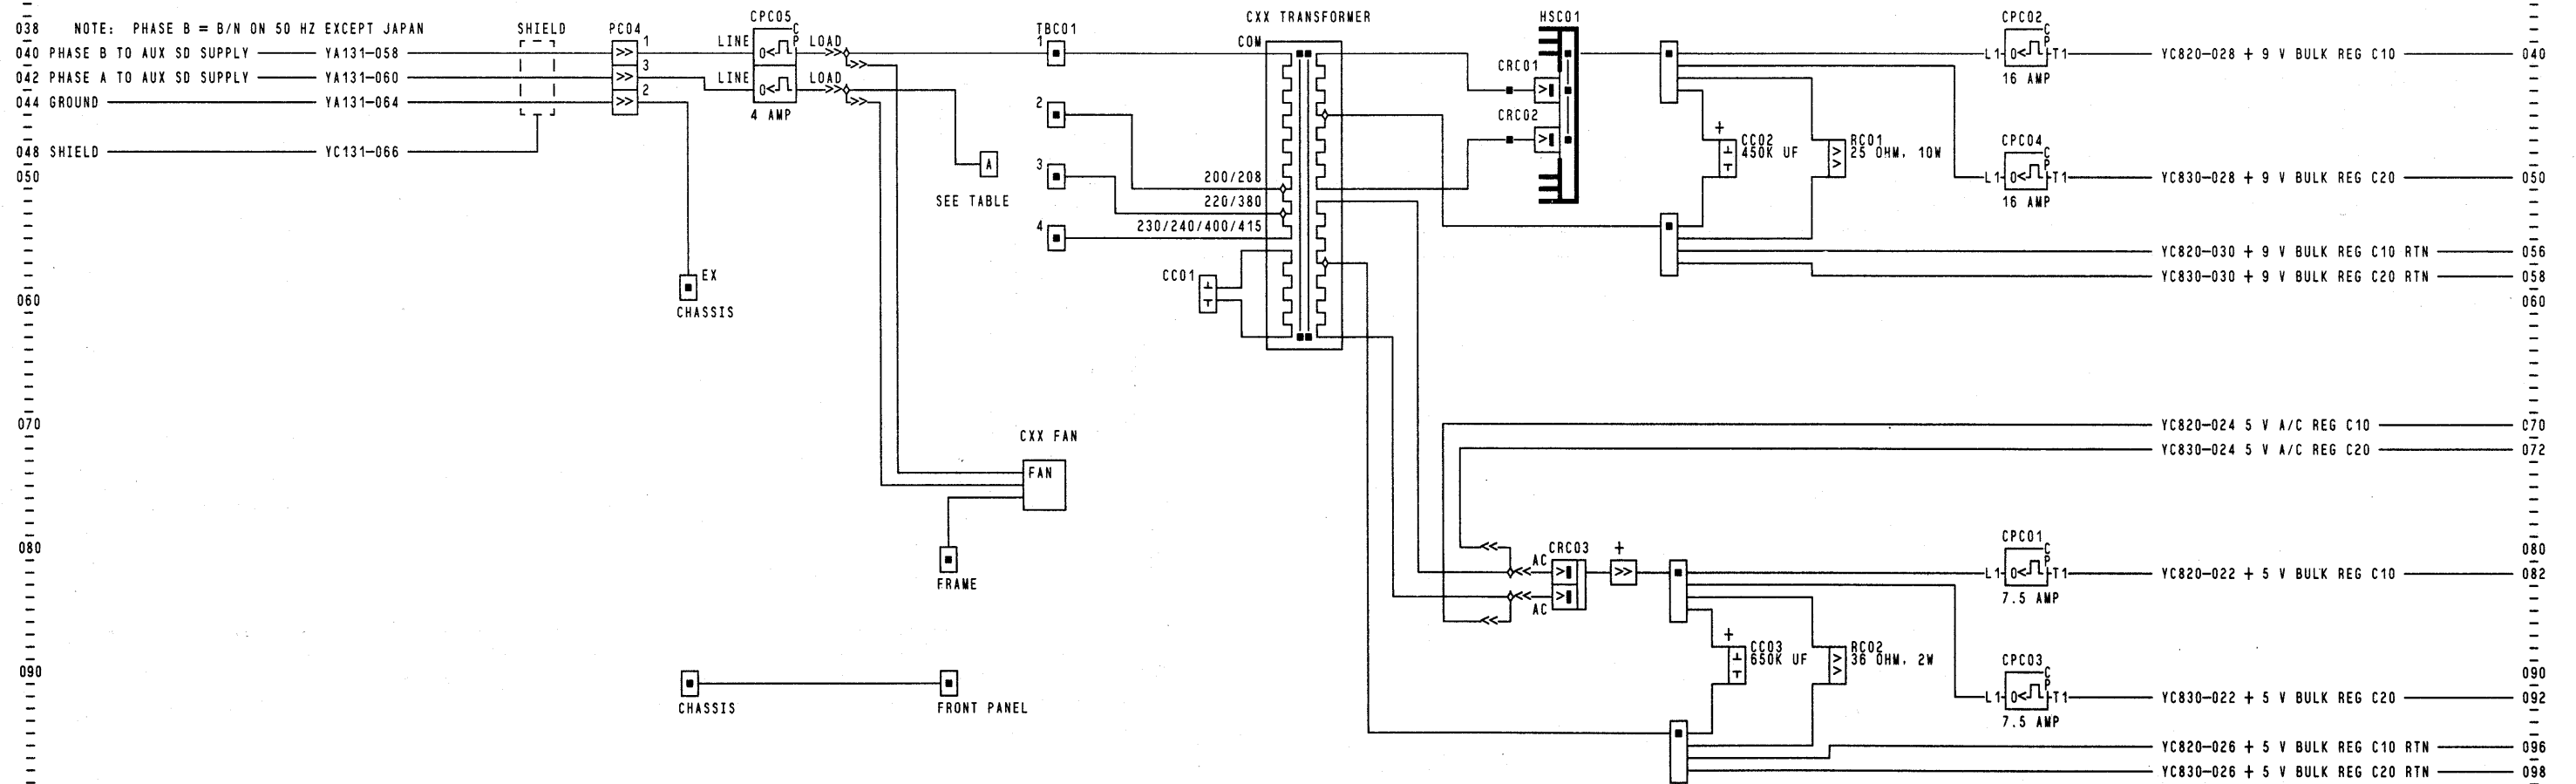 038 NOTE: PHASE B = B/N ON 50 HZ EXCEPT JAPAN
SHIELD
PC04
CPC05
CP
TBC01
CXX TRANSFORMER
HSC01
CPC02
CP
040 PHASE B TO AUX SD SUPPLY YA131-058
1
LINE
LOAD
1
COM
L1
T1
YC820-028 + 9 V BULK REG C10
040
16 AMP
042 PHASE A TO AUX SD SUPPLY YA131-060
3
LINE
LOAD
CRC01
044 GROUND YA131-064
2
4 AMP
2
CRC02
+
CC02
450K UF
RC01
25 OHM, 10W
CPC04
CP
048 SHIELD YC131-066
A
3
050
200/208
L1
T1
YC830-028 + 9 V BULK REG C20
050
16 AMP
SEE TABLE
220/380
4
230/240/400/415
YC820-030 + 9 V BULK REG C10 RTN
056
EX
CC01
YC830-030 + 9 V BULK REG C20 RTN
058
060
060
CHASSIS
070
YC820-024 5 V A/C REG C10
C70
CXX FAN
YC830-024 5 V A/C REG C20
072
FAN
080
AC
CRC03
+
CPC01
CP
080
L1
T1
YC820-022 + 5 V BULK REG C10
082
FRAME
AC
7.5 AMP
+
CC03
650K UF
RC02
36 OHM, 2W
CPC03
CP
090
090
L1
T1
YC830-022 + 5 V BULK REG C20
092
CHASSIS
FRONT PANEL
7.5 AMP
YC820-026 + 5 V BULK REG C10 RTN
096
YC830-026 + 5 V BULK REG C20 RTN
098